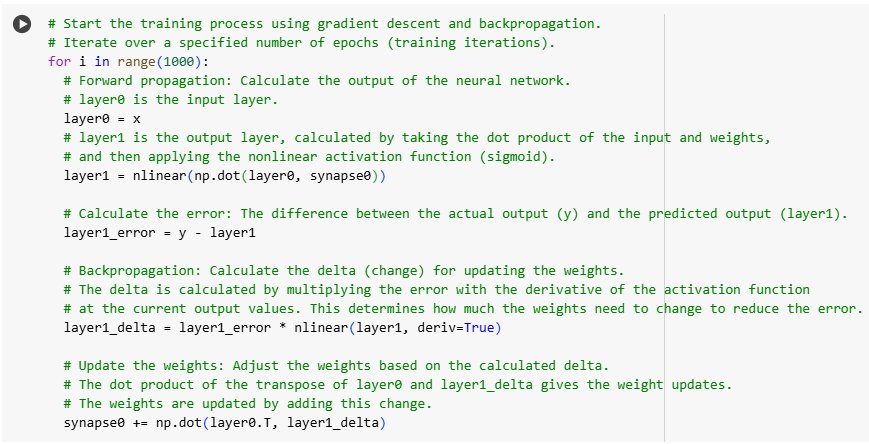 # Start the training process using gradient descent and backpropagation.
# Iterate over a specified number of epochs (training iterations).
for i in range(1000):
  # Forward propagation: Calculate the output of the neural network.
  # layer0 is the input layer.
  layer0 = x
  # layer1 is the output layer, calculated by taking the dot product of the input and weights,
  # and then applying the nonlinear activation function (sigmoid).
  layer1 = nlinear(np.dot(layer0, synapse0))

  # Calculate the error: The difference between the actual output (y) and the predicted output (layer1).
  layer1_error = y - layer1

  # Backpropagation: Calculate the delta (change) for updating the weights.
  # The delta is calculated by multiplying the error with the derivative of the activation function
  # at the current output values. This determines how much the weights need to change to reduce the error.
  layer1_delta = layer1_error * nlinear(layer1, deriv=True)

  # Update the weights: Adjust the weights based on the calculated delta.
  # The dot product of the transpose of layer0 and layer1_delta gives the weight updates.
  # The weights are updated by adding this change.
  synapse0 += np.dot(layer0.T, layer1_delta)